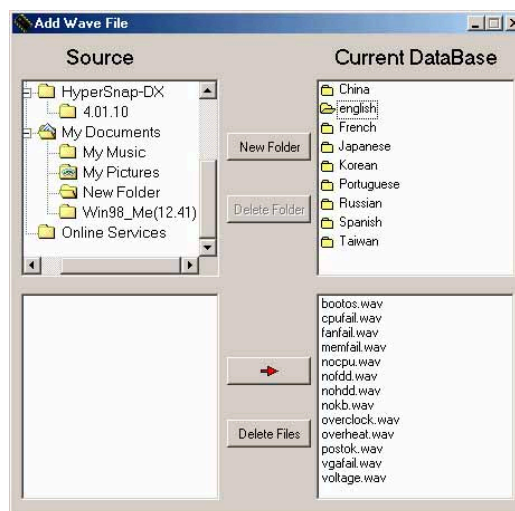 Add Wave File
Source
Current DataBase
HyperSnap-DX
4.01.10
My Documents
My Music
My Pictures
New Folder
Win98_Me(12.41)
Online Services
New Folder
Delete Folder
China
english
French
Japanese
Korean
Portuguese
Russian
Spanish
Taiwan
Delete Files
bootos.wav
cpufail.wav
fanfail.wav
memfail.wav
nocpu.wav
nofdd.wav
nohdd.wav
nokb.wav
overclock.wav
overheat.wav
postok.wav
vgafail.wav
voltage.wav